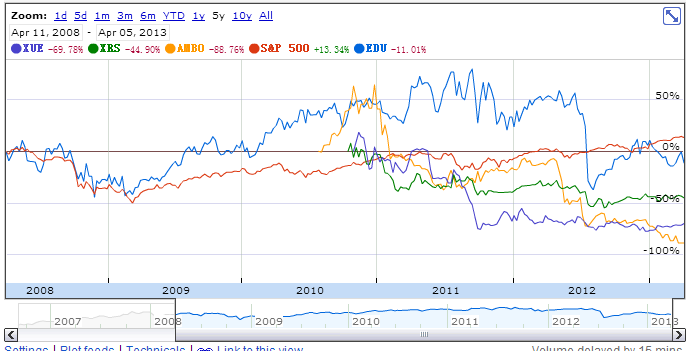 Zoom: 1d 5d 1m 3m 6m YTD 1y 5y 10y All
Apr 11, 2008 - Apr 05, 2013
XUE -69.78% XRS -44.90% AMBO -88.76% S&P 500 +13.34% EDU -11.01%
50%
0%
-50%
-100%
2008 2009 2010 2011 2012
2007 2008 2009 2010 2011 2012 2013
Settings | Plot feeds | Technicals | Link to this view Volume delayed by 15 mins